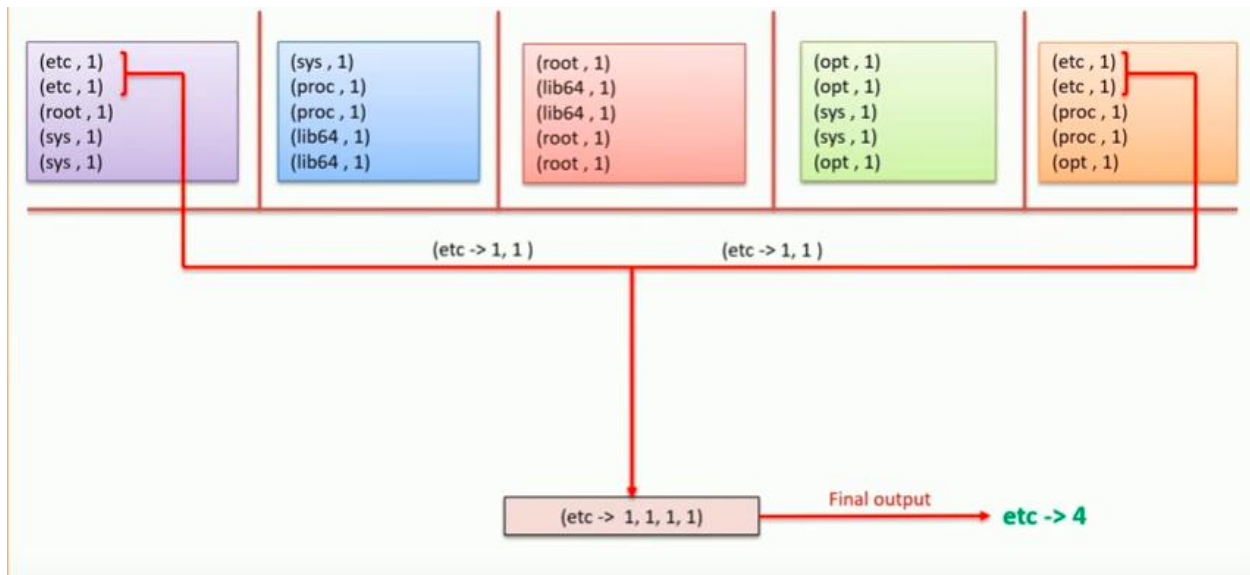 (etc , 1)
(etc , 1)
(root , 1)
(sys , 1)
(sys , 1)
(sys , 1)
(proc , 1)
(proc , 1)
(lib64 , 1)
(lib64 , 1)
(root , 1)
(lib64 , 1)
(lib64 , 1)
(root , 1)
(root , 1)
(opt , 1)
(opt , 1)
(sys , 1)
(sys , 1)
(opt , 1)
(etc , 1)
(etc , 1)
(proc , 1)
(proc , 1)
(opt , 1)
(etc -> 1, 1 )
(etc -> 1, 1 )
(etc -> 1, 1, 1, 1)
Final output
etc -> 4